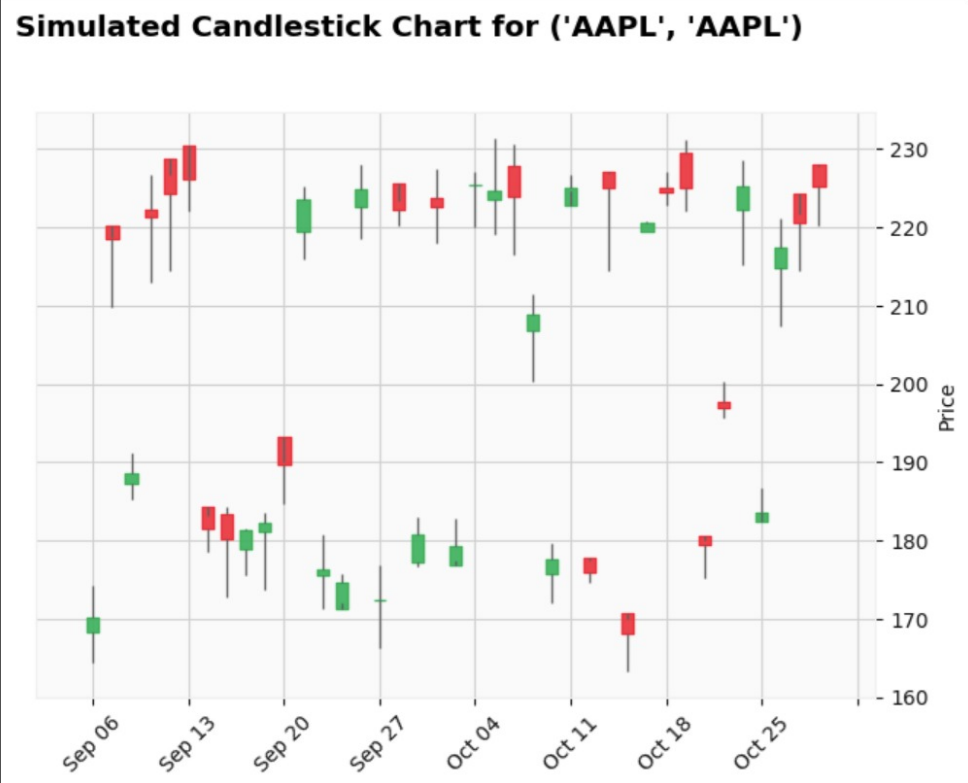 Simulated Candlestick Chart for ('AAPL', 'AAPL')
230
220
210
200
190
180
170
160
Price
Sep 06
Sep 13
Sep 20
Sep 27
Oct 04
Oct 11
Oct 18
Oct 25